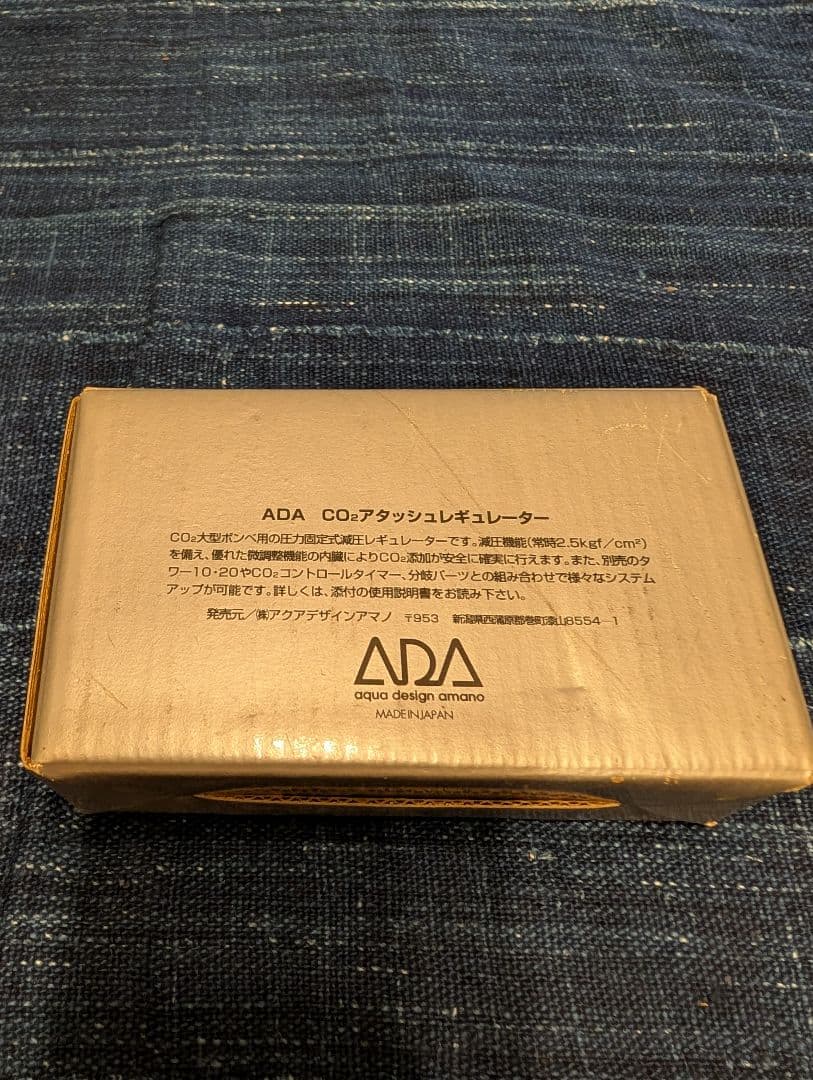 ADA CO₂アタッシュレギュレーター
CO₂大型ボンベ用の圧力固定式減圧レギュレーターです。減圧機能(常時2.5kgf/cm²)
を備え、優れた微調整機能の内臓によりCO₂添加が安全に確実に行えます。また、別売のタ
ワー10・20やCO₂コントロールタイマー、分岐パーツとの組み合わせで様々なシステム
アップが可能です。詳しくは、添付の使用説明書をお読み下さい。
発売元/㈱アクアデザインアマノ 〒953 新潟県西蒲原郡巻町漆山8554-1
ADA
aqua design amano
MADE IN JAPAN